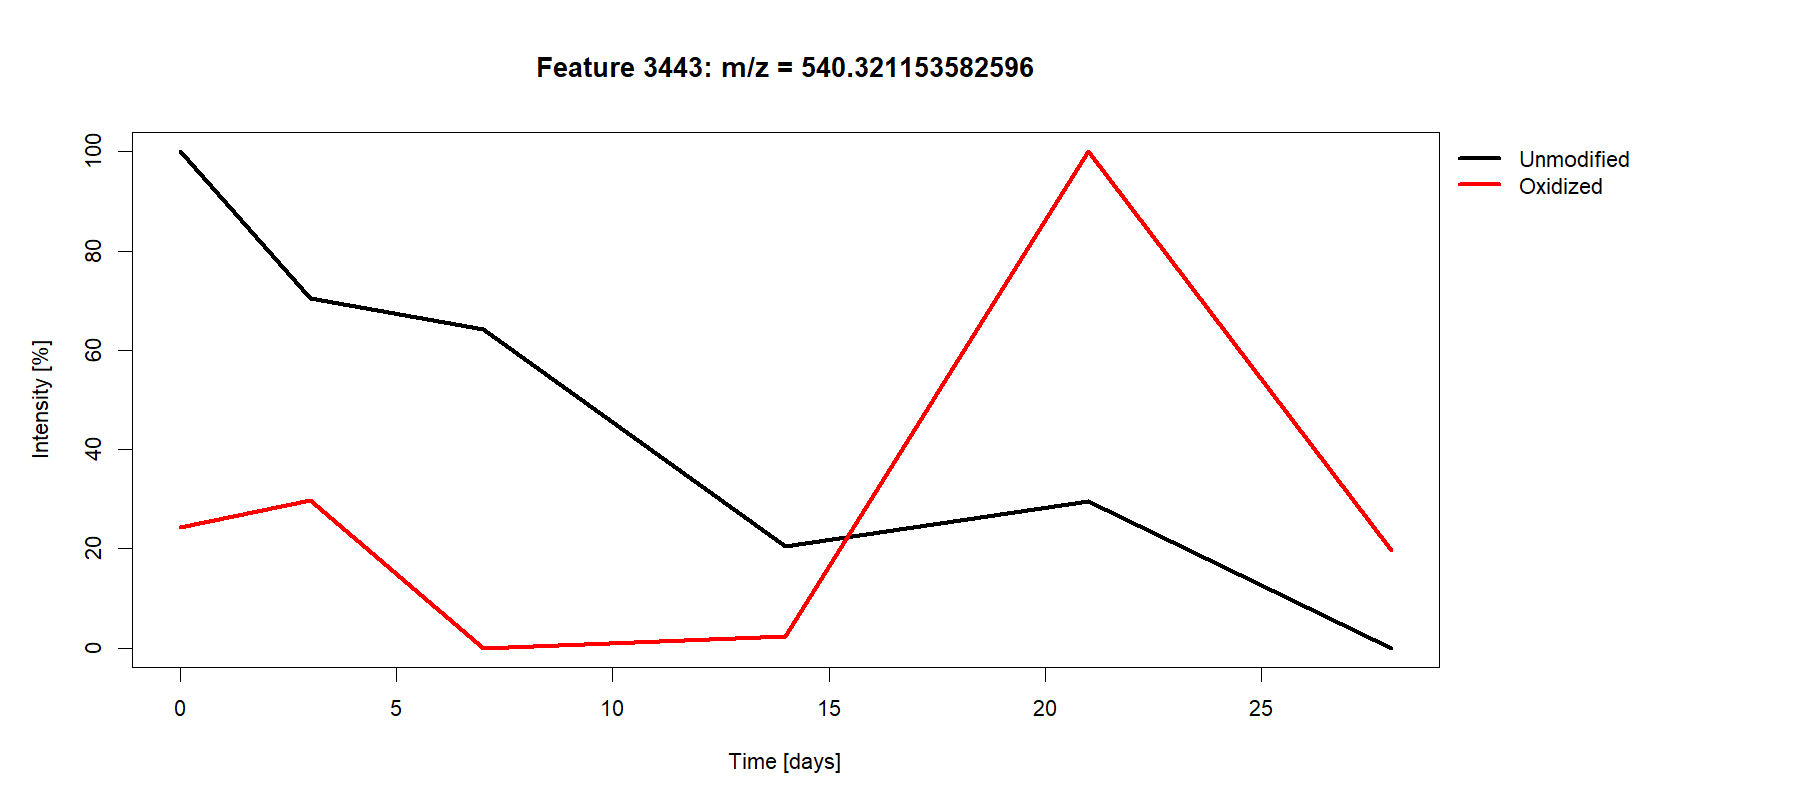 Feature 3443: m/z = 540.321153582596
Unmodified
Oxidized
Intensity [%]
100
80
60
40
20
0
0 5 10 15 20 25
Time [days]